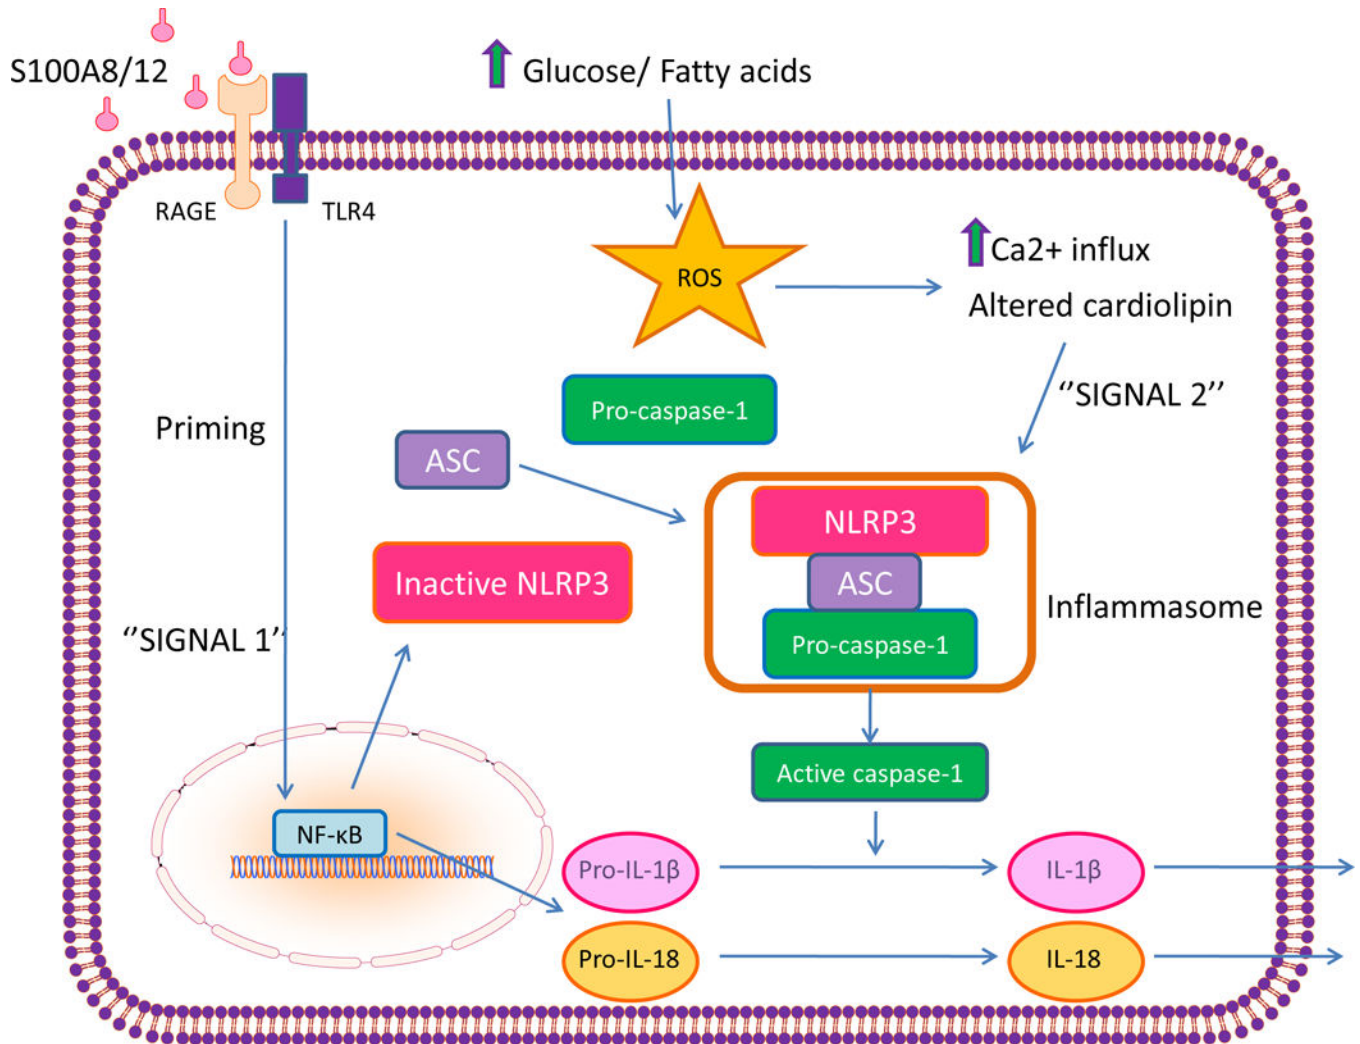 S100A8/12
Glucose/ Fatty acids
RAGE
TLR4
ROS
Ca2+ influx
Altered cardiolipin
‘’SIGNAL 2’’
Pro-caspase-1
Priming
ASC
NLRP3
ASC
Pro-caspase-1
Inflammasome
Inactive NLRP3
‘’SIGNAL 1’’
Active caspase-1
NF-κB
Pro-IL-1β
IL-1β
Pro-IL-18
IL-18